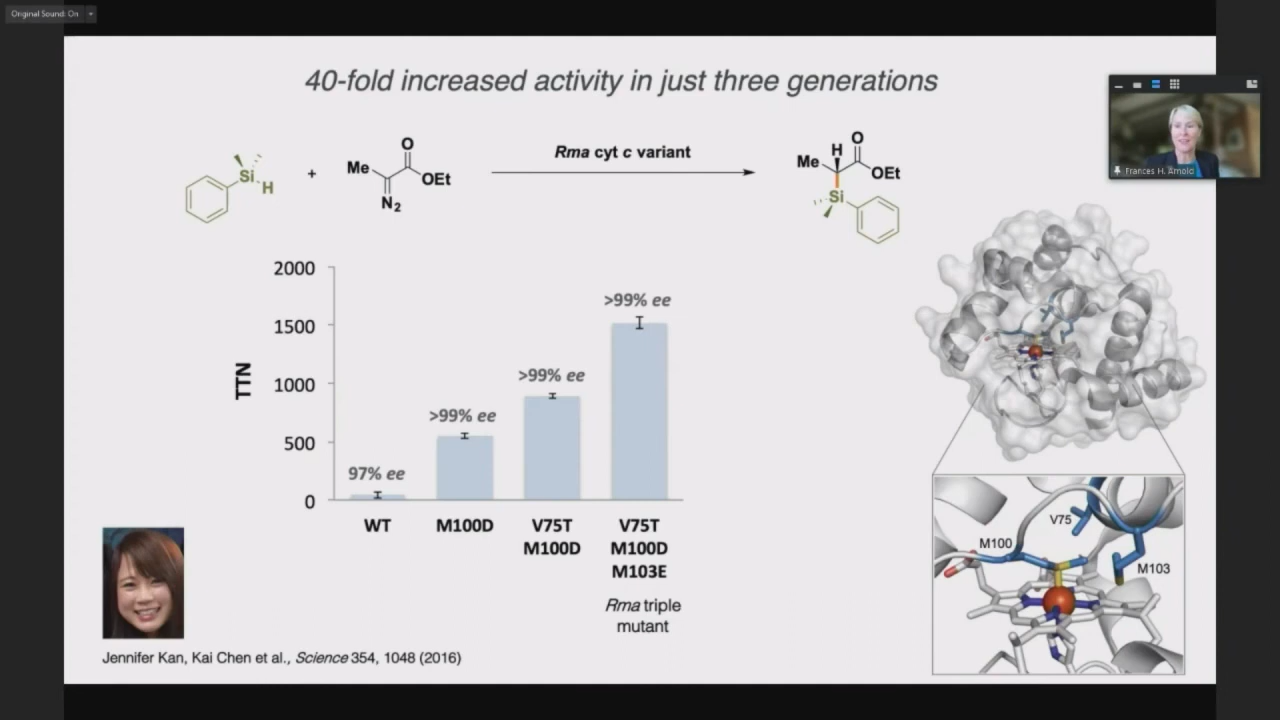 Original Sound: On
40-fold increased activity in just three generations
Si
H
+
Me
O
OEt
N2
Rma cyt c variant
H
O
Me
OEt
Si
Frances H. Arnold
2000
1500
1000
500
0
TTN
97% ee
>99% ee
>99% ee
>99% ee
WT
M100D
V75T
M100D
V75T
M100D
M103E
Rma triple
mutant
V75
M100
M103
Jennifer Kan, Kai Chen et al., Science 354, 1048 (2016)